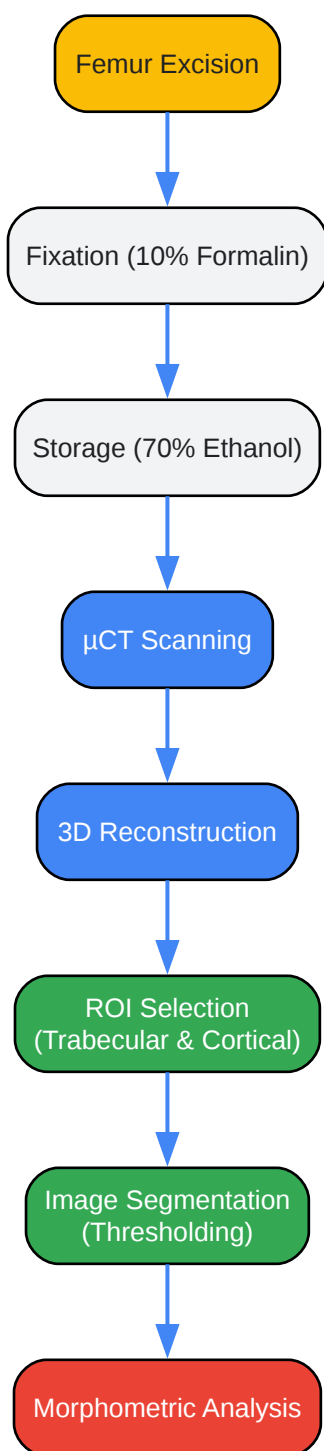 Femur Excision
Fixation (10% Formalin)
Storage (70% Ethanol)
µCT Scanning
3D Reconstruction
ROI Selection
(Trabecular & Cortical)
Image Segmentation
(Thresholding)
Morphometric Analysis